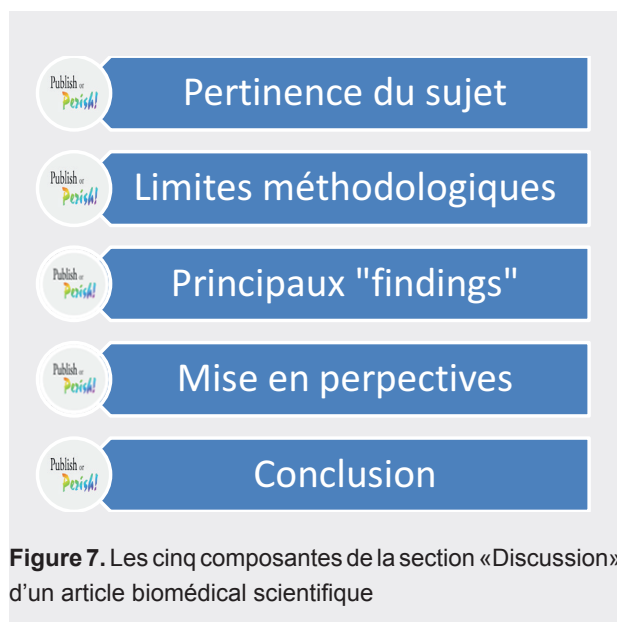 Publish or
Perish!
Pertinence du sujet
Publish or
Perish!
Limites méthodologiques
Publish or
Perish!
Principaux "findings"
Publish or
Perish!
Mise en perpectives
Publish or
Perish!
Conclusion
Figure 7. Les cinq composantes de la section «Discussion»
d'un article biomédical scientifique